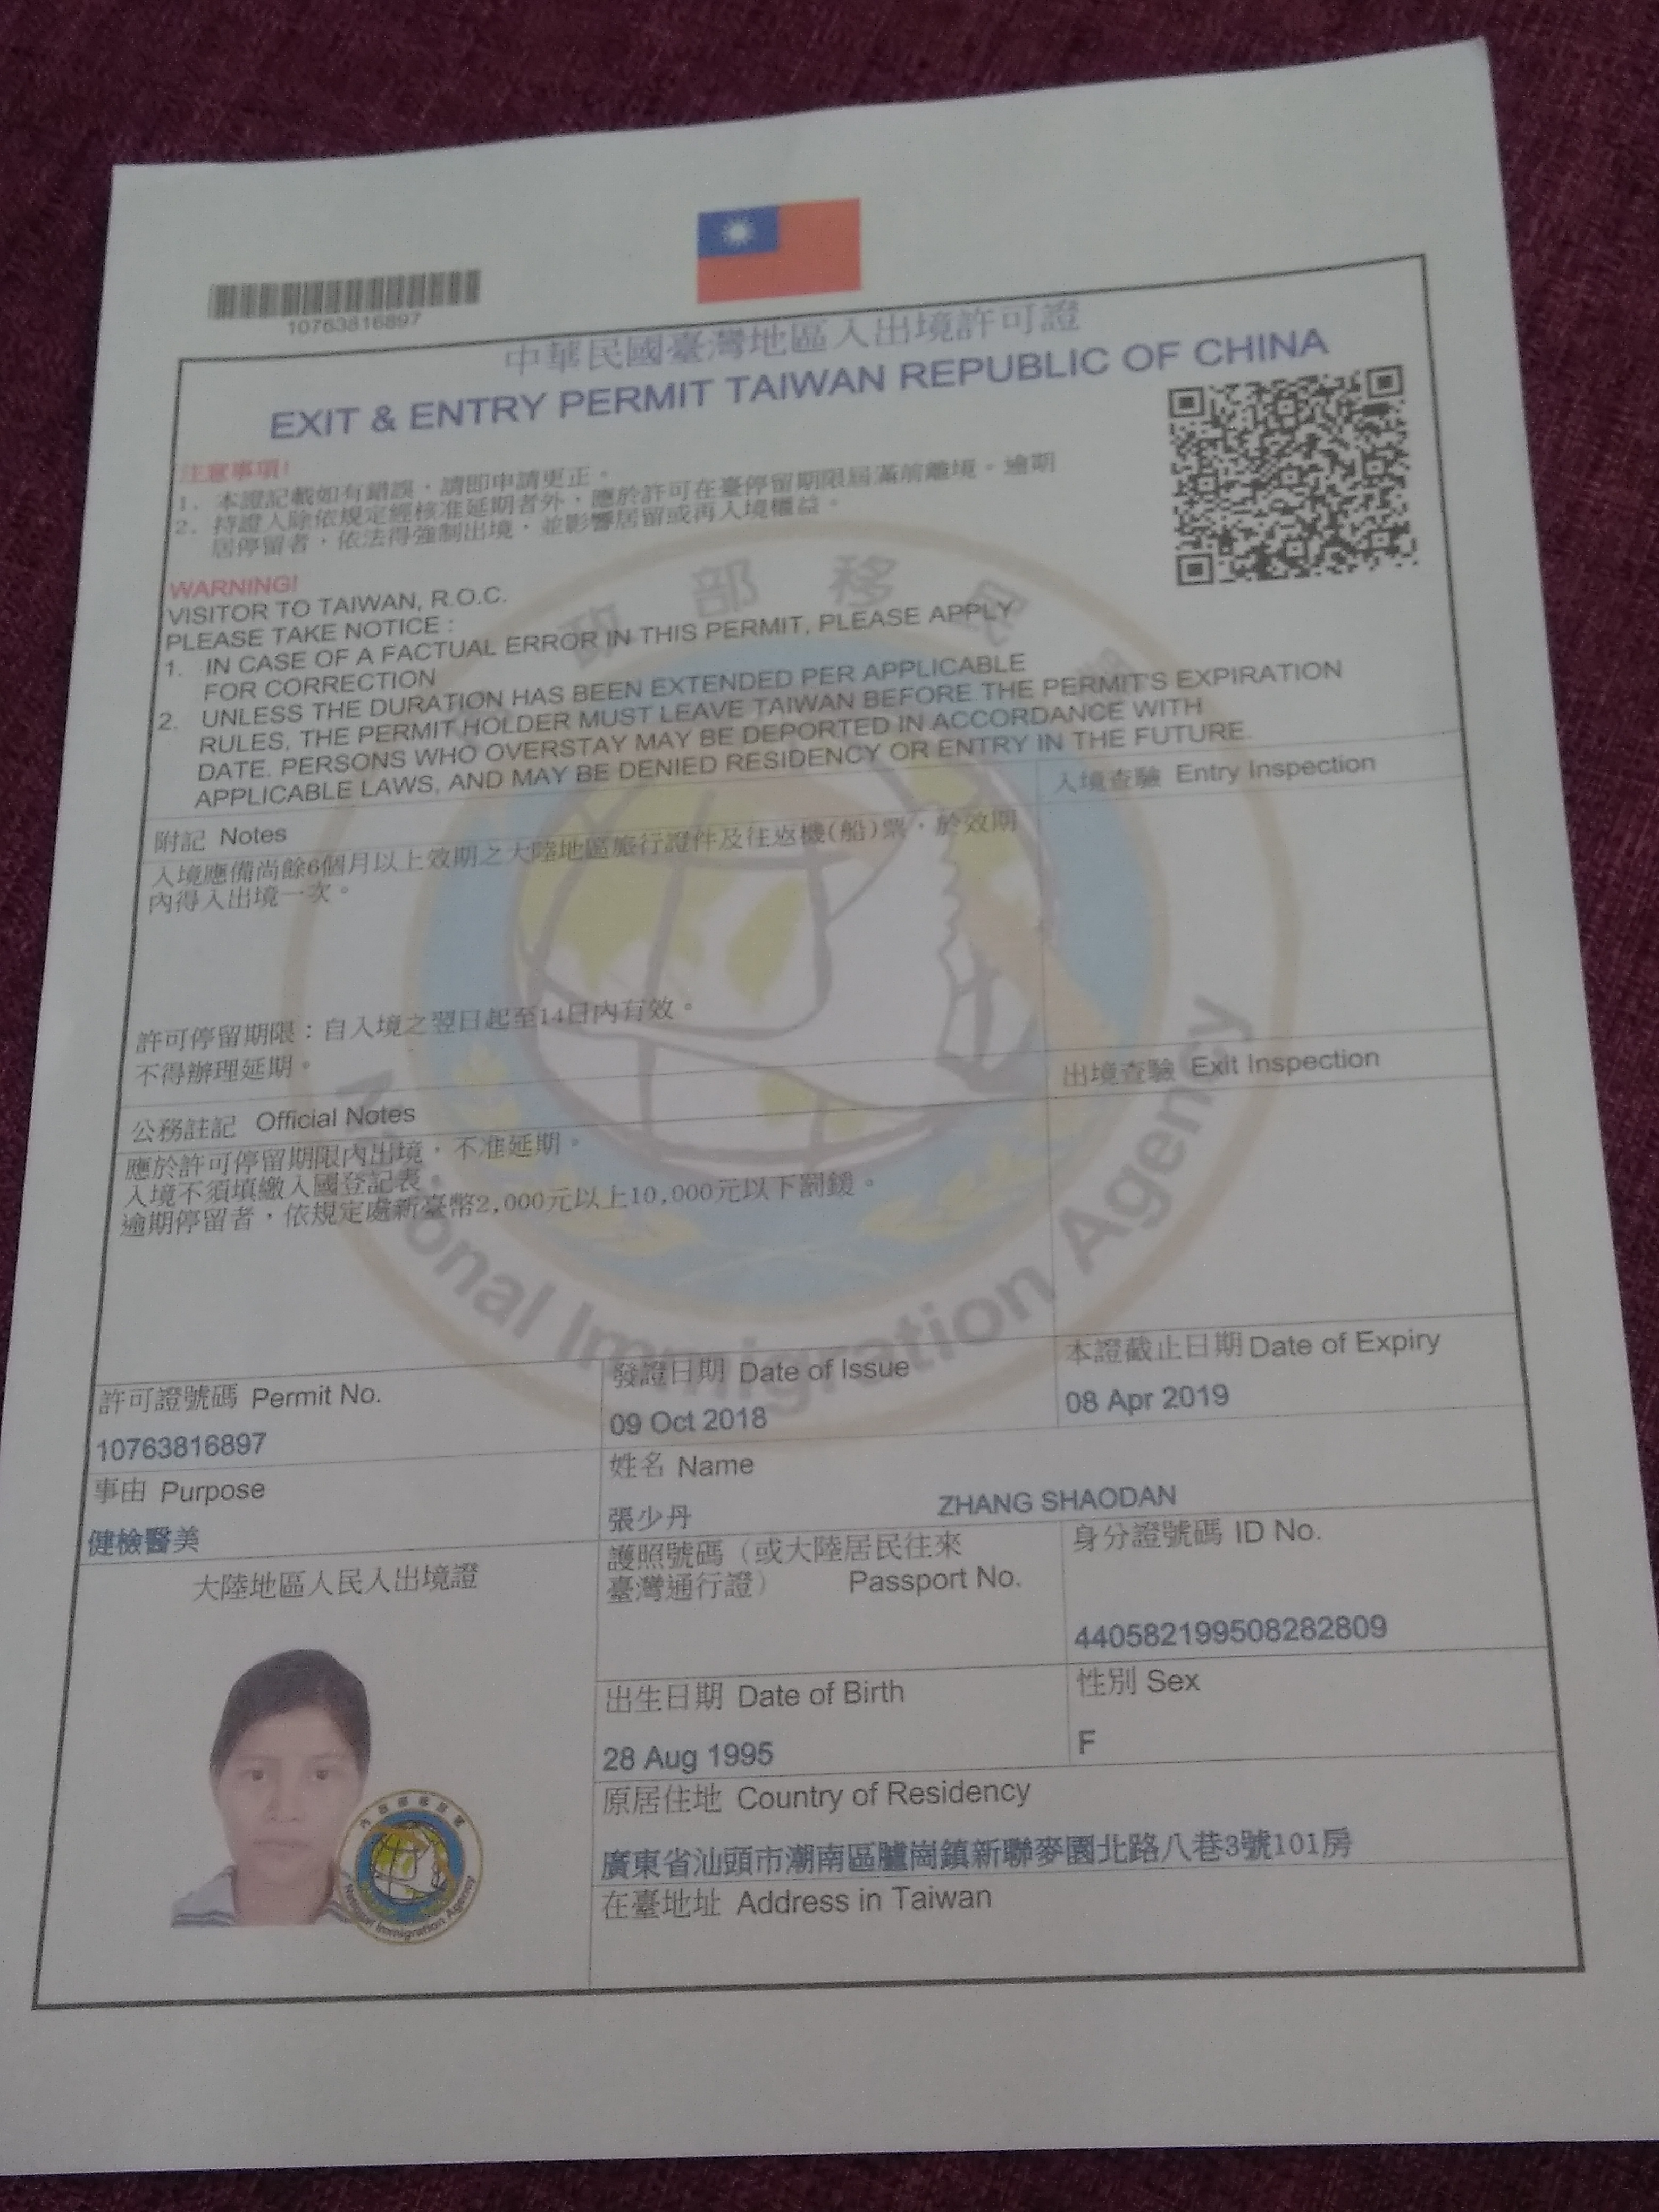 10763816897
中華民國臺灣地區入出境許可證
EXIT & ENTRY PERMIT TAIWAN REPUBLIC OF CHINA
注意事項!
1. 本證記載如有錯誤，請即申請更正。
2. 持證人除依規定經核准延期者外，應於許可在臺停留期限屆滿前離境。逾期
居停留者，依法得強制出境，並影響居留或再入境權益。
WARNING!
VISITOR TO TAIWAN, R.O.C.
PLEASE TAKE NOTICE :
1. IN CASE OF A FACTUAL ERROR IN THIS PERMIT, PLEASE APPLY
FOR CORRECTION
2. UNLESS THE DURATION HAS BEEN EXTENDED PER APPLICABLE
RULES, THE PERMIT HOLDER MUST LEAVE TAIWAN BEFORE THE PERMIT'S EXPIRATION
DATE. PERSONS WHO OVERSTAY MAY BE DEPORTED IN ACCORDANCE WITH
APPLICABLE LAWS, AND MAY BE DENIED RESIDENCY OR ENTRY IN THE FUTURE.
入境查驗 Entry Inspection
附記 Notes
入境應備尚餘6個月以上效期之大陸地區旅行證件及往返機(船)票，於效期
內得入出境一次。
許可停留期限：自入境之翌日起至14日內有效。
不得辦理延期。
出境查驗 Exit Inspection
公務註記 Official Notes
應於許可停留期限內出境，不准延期。
入境不須填繳入國登記表。
逾期停留者，依規定處新臺幣2,000元以上10,000元以下罰鍰。
政部移民署
National Immigration Agency
許可證號碼 Permit No.
10763816897
發證日期 Date of Issue
09 Oct 2018
本證截止日期 Date of Expiry
08 Apr 2019
事由 Purpose
健檢醫美
姓名 Name
張少丹 ZHANG SHAODAN
大陸地區人民入出境證
護照號碼（或大陸居民往來
臺灣通行證） Passport No.
身分證號碼 ID No.
440582199508282809
出生日期 Date of Birth
28 Aug 1995
性別 Sex
F
原居住地 Country of Residency
廣東省汕頭市潮南區臚崗鎮新聯麥園北路八巷3號101房
在臺地址 Address in Taiwan
內政部移民署
National Immigration Agency